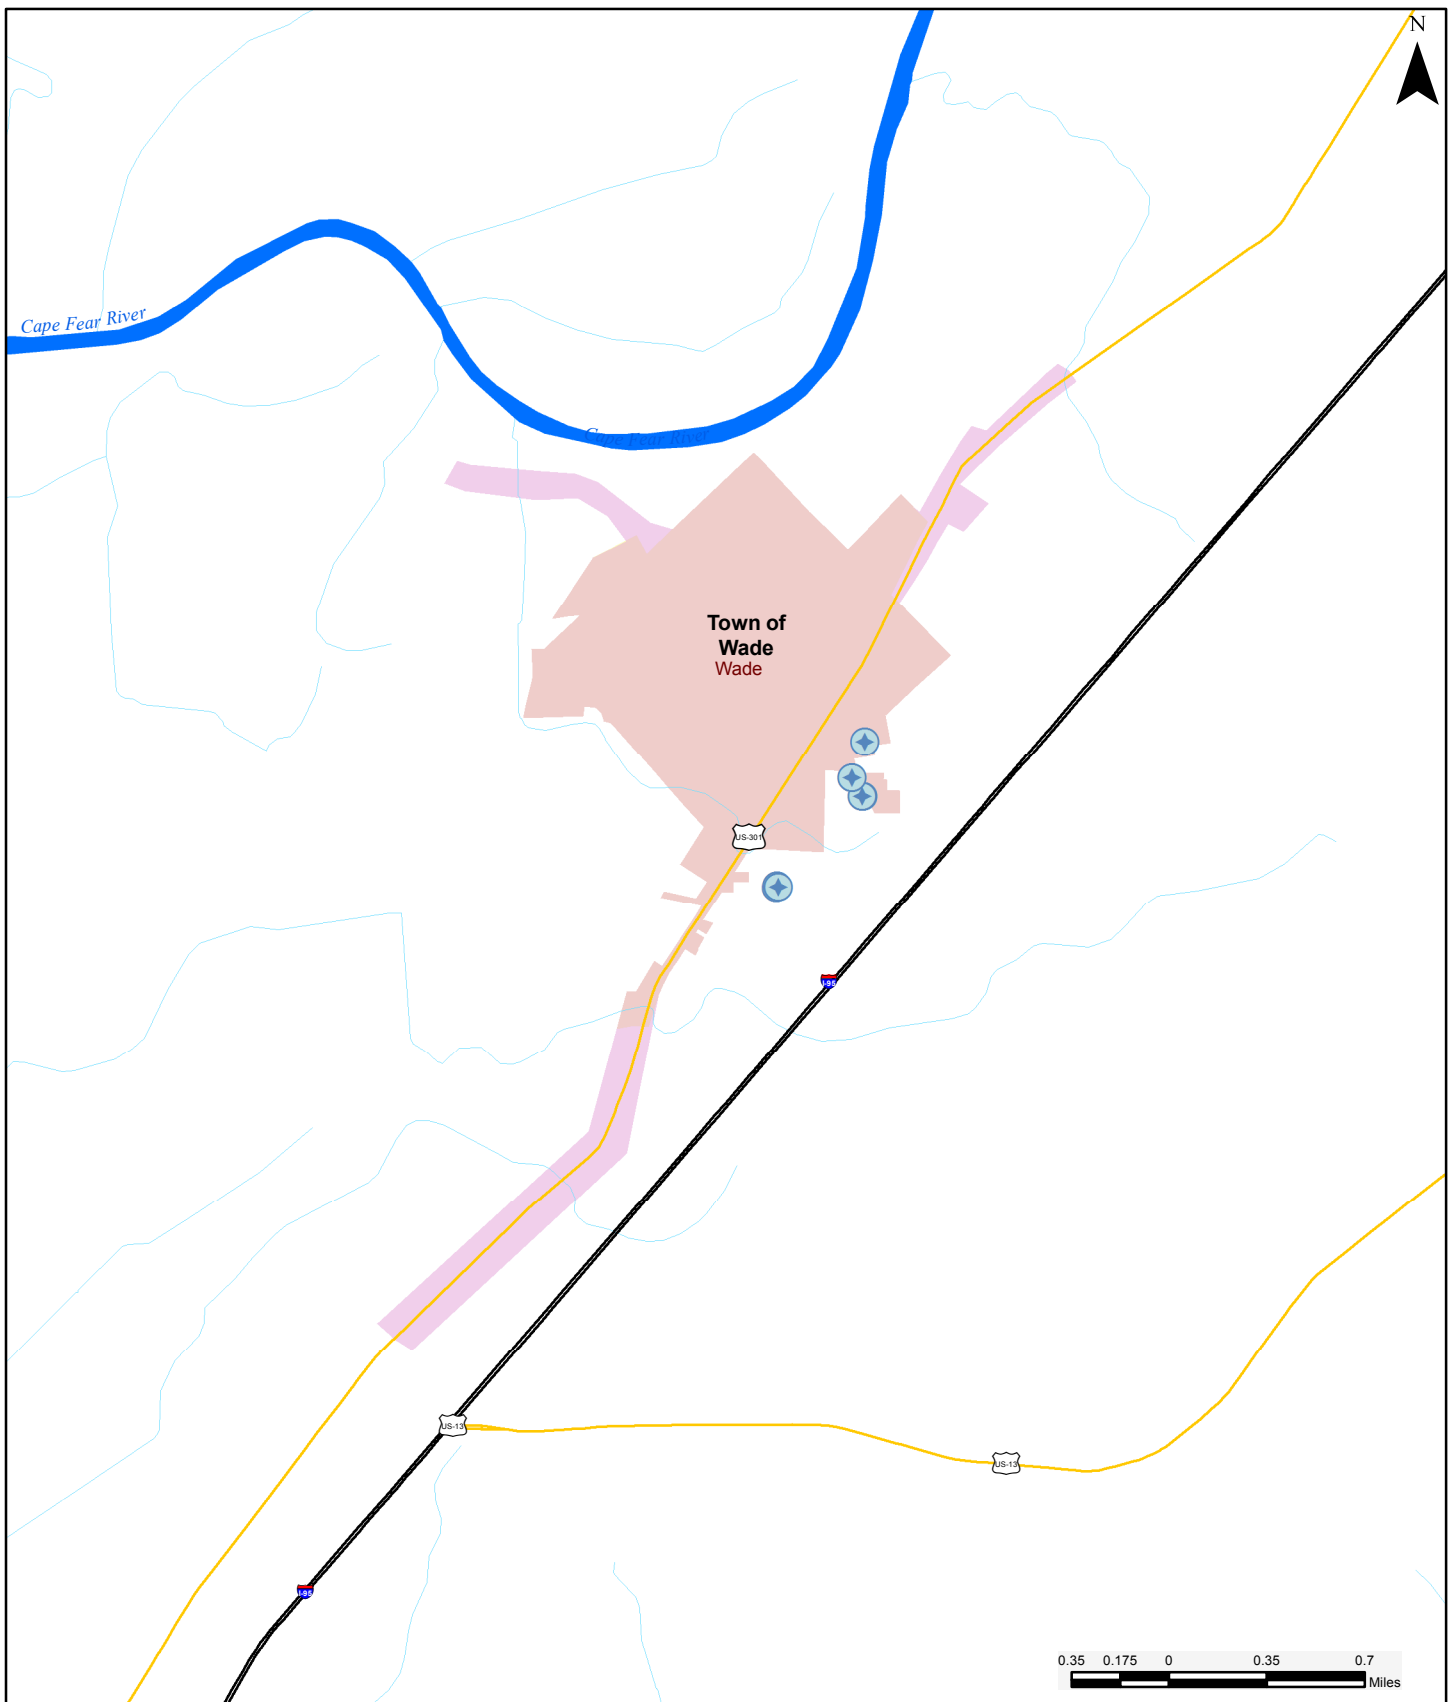 N
Cape Fear River
Cape Fear River
Town of
Wade
Wade
US-301
I-95
US-13
US-13
I-95
0.35 0.175 0 0.35 0.7
Miles